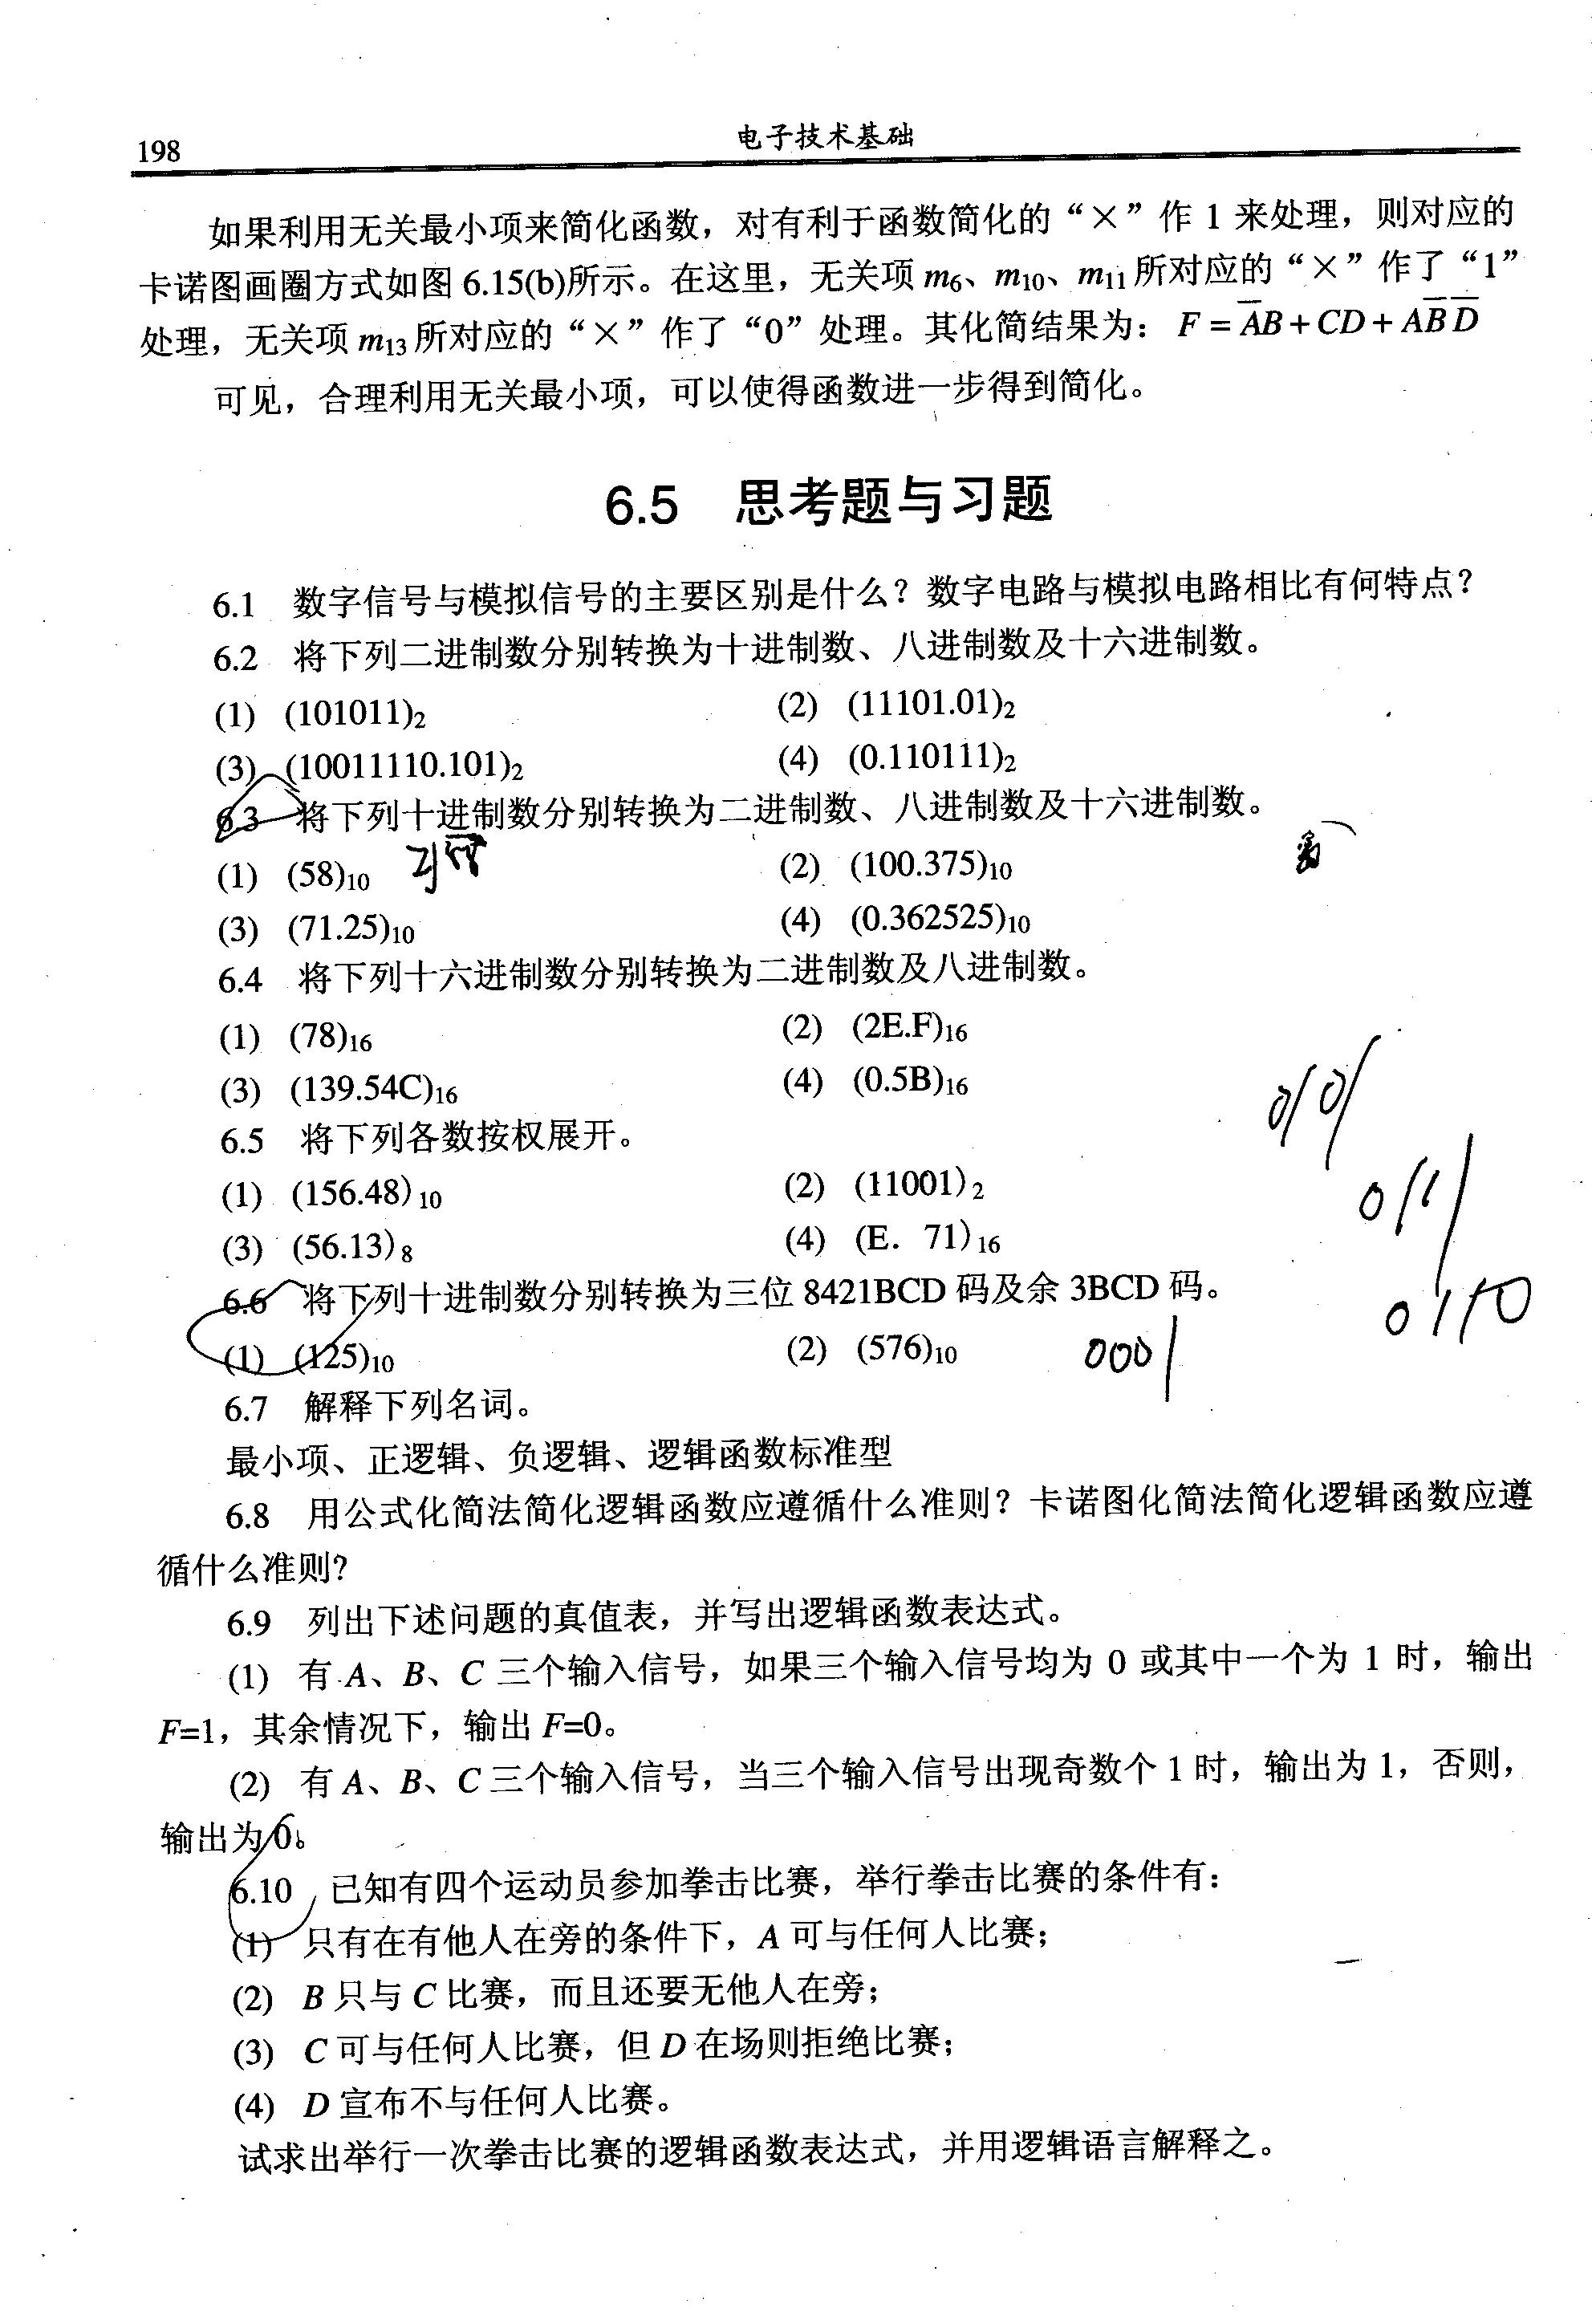 198
电子技术基础
如果利用无关最小项来简化函数，对有利于函数简化的“×”作 1 来处理，则对应的
卡诺图画圈方式如图 6.15(b)所示。在这里，无关项 m₆、m₁₀、m₁₁所对应的“×”作了“1”
处理，无关项 m₁₃所对应的“×”作了“0”处理。其化简结果为： F = A̅B + CD + AB̅ D̅
可见，合理利用无关最小项，可以使得函数进一步得到简化。
6.5 思考题与习题
6.1 数字信号与模拟信号的主要区别是什么？数字电路与模拟电路相比有何特点？
6.2 将下列二进制数分别转换为十进制数、八进制数及十六进制数。
(1) (101011)₂ (2) (11101.01)₂
(3) (10011110.101)₂ (4) (0.110111)₂
6.3 将下列十进制数分别转换为二进制数、八进制数及十六进制数。
(1) (58)₁₀ (2) (100.375)₁₀
(3) (71.25)₁₀ (4) (0.362525)₁₀
6.4 将下列十六进制数分别转换为二进制数及八进制数。
(1) (78)₁₆ (2) (2E.F)₁₆
(3) (139.54C)₁₆ (4) (0.5B)₁₆
0101
6.5 将下列各数按权展开。
(1) (156.48)₁₀ (2) (11001)₂
011
(3) (56.13)₈ (4) (E. 71)₁₆
6.6 将下列十进制数分别转换为三位 8421BCD 码及余 3BCD 码。
0110
(1) (125)₁₀ (2) (576)₁₀ 0001
6.7 解释下列名词。
最小项、正逻辑、负逻辑、逻辑函数标准型
6.8 用公式化简法简化逻辑函数应遵循什么准则？卡诺图化简法简化逻辑函数应遵
循什么准则？
6.9 列出下述问题的真值表，并写出逻辑函数表达式。
(1) 有 A、B、C 三个输入信号，如果三个输入信号均为 0 或其中一个为 1 时，输出
F=1，其余情况下，输出 F=0。
(2) 有 A、B、C 三个输入信号，当三个输入信号出现奇数个 1 时，输出为 1，否则，
输出为 0。
6.10 已知有四个运动员参加拳击比赛，举行拳击比赛的条件有：
(1) 只有在有他人在旁的条件下，A 可与任何人比赛；
(2) B 只与 C 比赛，而且还要无他人在旁；
(3) C 可与任何人比赛，但 D 在场则拒绝比赛；
(4) D 宣布不与任何人比赛。
试求出举行一次拳击比赛的逻辑函数表达式，并用逻辑语言解释之。